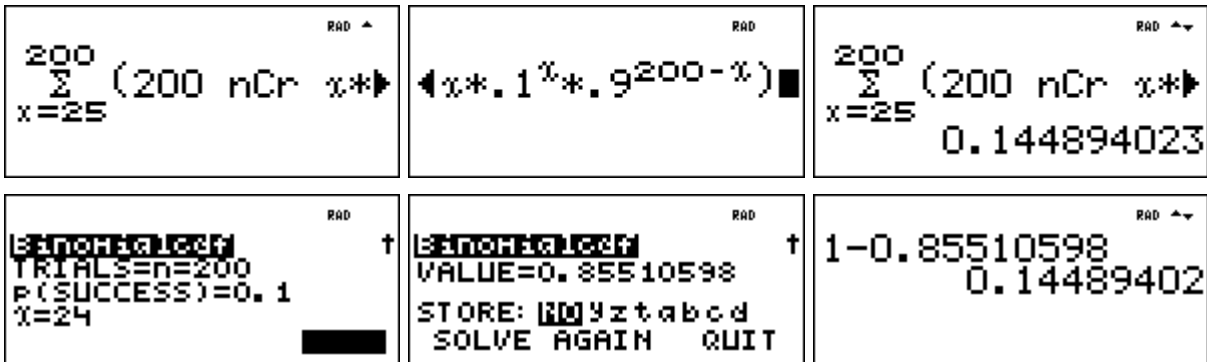 RAD
200
Σ (200 nCr x*
x=25
RAD
x*.1^x*.9^200-x)
RAD
200
Σ (200 nCr x*
x=25
0.144894023
RAD
Binomialcdf ↑
TRIALS=n=200
P(SUCCESS)=0.1
x=24
RAD
Binomialcdf ↑
VALUE=0.85510598
STORE: NO y z t a b c d
SOLVE AGAIN QUIT
RAD
1-0.85510598
0.14489402